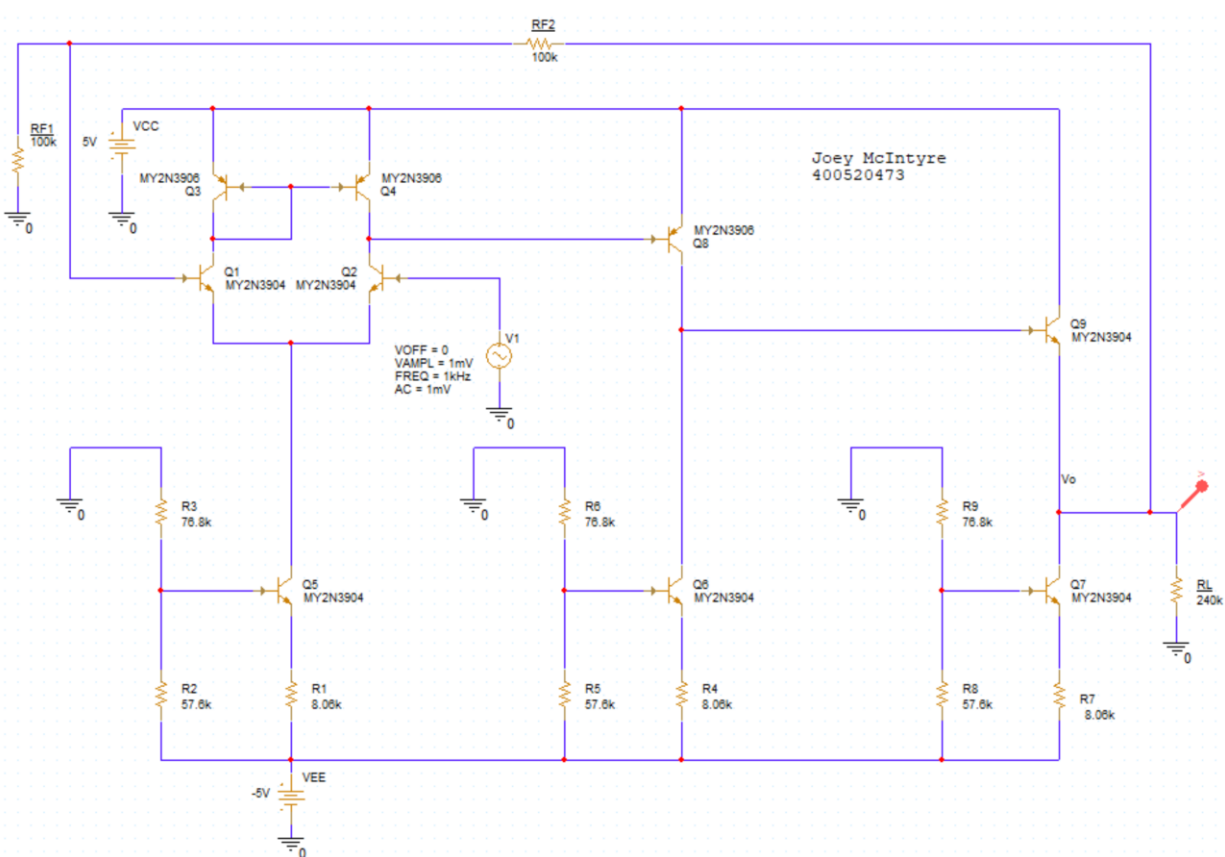 RF2
100k
RF1
100k
5V
VCC
MY2N3906
Q3
MY2N3906
Q4
Joey McIntyre
400520473
MY2N3906
Q8
0
0
Q1
MY2N3904
Q2
MY2N3904
Q9
MY2N3904
V1
VOFF = 0
VAMPL = 1mV
FREQ = 1kHz
AC = 1mV
0
Vo
V
R3
76.8k
0
R6
76.8k
0
R9
76.8k
0
Q5
MY2N3904
Q6
MY2N3904
Q7
MY2N3904
RL
240k
0
R2
57.6k
R1
8.06k
R5
57.6k
R4
8.06k
R8
57.6k
R7
8.06k
VEE
-5V
0